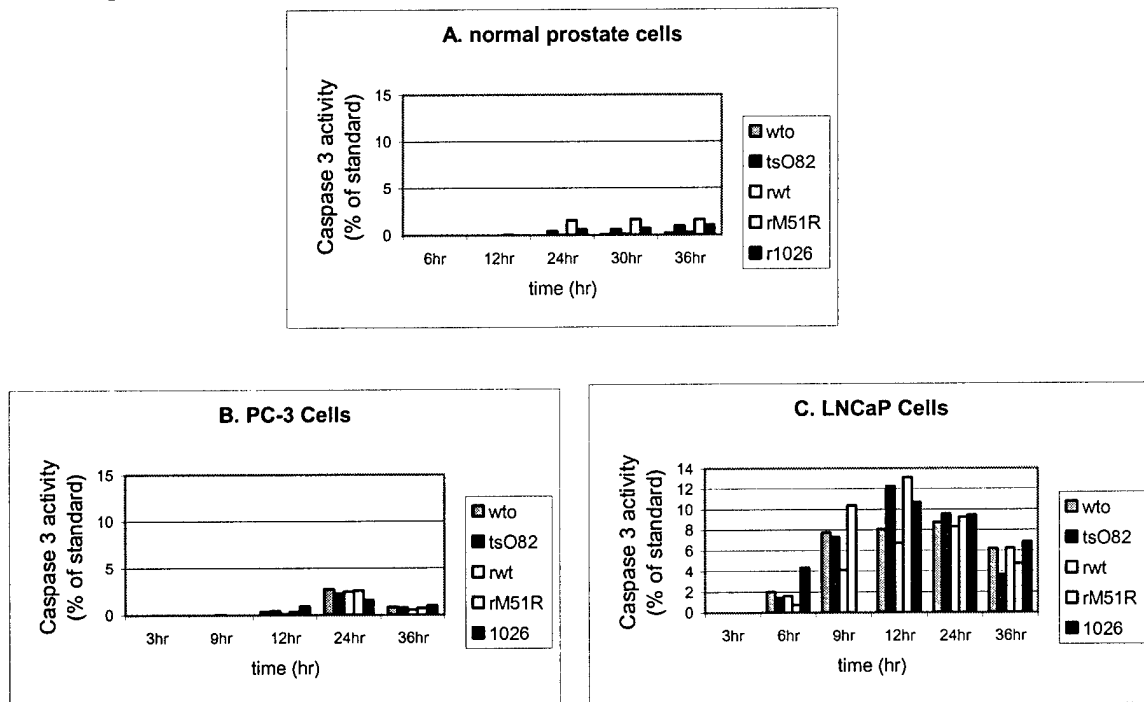 A. normal prostate cells
Caspase 3 activity
(% of standard)
15
10
5
0
6hr 12hr 24hr 30hr 36hr
time (hr)
wto
tsO82
rwt
rM51R
r1026
B. PC-3 Cells
Caspase 3 activity
(% of standard)
15
10
5
0
3hr 9hr 12hr 24hr 36hr
time (hr)
wto
tsO82
rwt
rM51R
1026
C. LNCaP Cells
Caspase 3 activity
(% of standard)
14
12
10
8
6
4
2
0
3hr 6hr 9hr 12hr 24hr 36hr
time (hr)
wto
tsO82
rwt
rM51R
1026